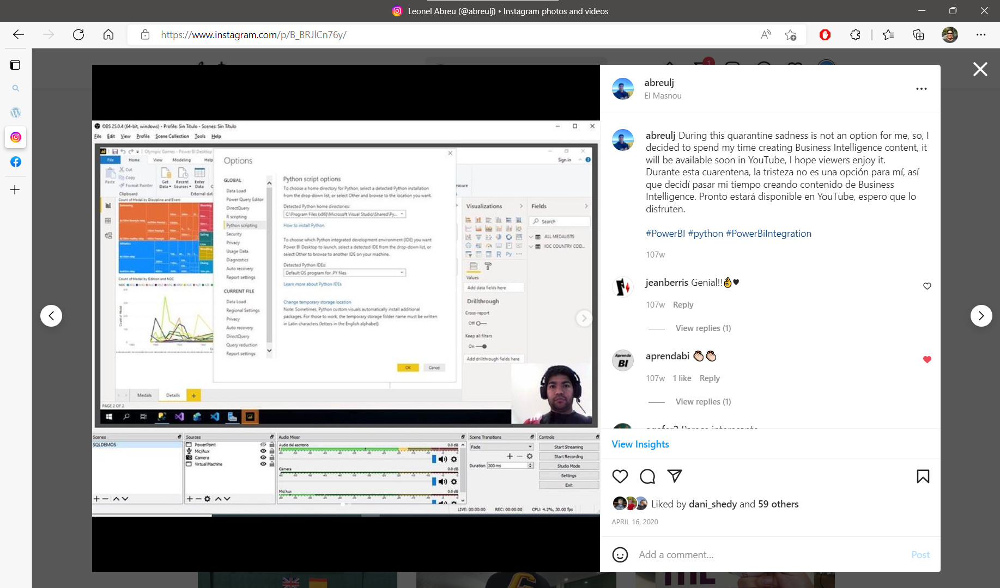 Leonel Abreu (@abreulj) • Instagram photos and videos
https://www.instagram.com/p/B_BRJlCn76y/
1
OBS 25.0.4 (64-bit, windows) - Profile: Sin Titulo - Scenes: Sin Titulo
File Edit View Profile Scene Collection Tools Help
Olympic Games - Power BI Desktop
File Home View Modeling Help
Sign in
Paste
Cut
Copy
Format Painter
Clipboard
Get Data
Recent Sources
Enter Data
External dat
easure
Count of Medal by Discipline and Event
Swimming
Shooting
Athletics
Sailing
Wrestling
Diving
Count of Medal by Edition and NOC
NOC
Count of Medal
Options
GLOBAL
Data Load
Power Query Editor
DirectQuery
R scripting
Python scripting
Security
Privacy
Usage Data
Diagnostics
Auto recovery
Report settings
CURRENT FILE
Data Load
Regional Settings
Privacy
Auto recovery
DirectQuery
Query reduction
Report settings
Python script options
To choose a home directory for Python, select a detected Python installation
from the drop-down list, or select Other and browse to the location you want.
Detected Python home directories:
C:\Program Files (x86)\Microsoft Visual Studio\Shared\Py...
How to install Python
To choose which Python integrated development environment (IDE) you want
Power BI Desktop to launch, select a detected IDE from the drop-down list, or
select Other to browse to another IDE on your machine.
Detected Python IDEs:
Default OS program for .PY files
Learn more about Python IDEs
Change temporary storage location
Note: Sometimes, Python custom visuals automatically install additional
packages. For those to work, the temporary storage folder name must be written
in Latin characters (letters in the English alphabet).
OK Cancel
Visualizations
R Py ...
Values
Add data fields here
Drillthrough
Cross-report
Off
Keep all filters
On
Add drillthrough fields here
Fields
Search
ALL MEDALISTS
IOC COUNTRY COD...
Medals Details +
PAGE 2 OF 2
Scenes
SQLDEMOS
Sources
PowerPoint
Mic/Aux
Camera
Virtual Machine
Audio Mixer
Audio del escritorio 0.0 dB
Camera 0.0 dB
Mic/Aux 0.0 dB
Scene Transitions
Fade
Duration 300 ms
Controls
Start Streaming
Start Recording
Studio Mode
Settings
Exit
LIVE: 00:00:00 REC: 00:00:00 CPU: 4.2%, 30.00 fps
abreulj
El Masnou
abreulj During this quarantine sadness is not an option for me, so, I
decided to spend my time creating Business Intelligence content, it
will be available soon in YouTube, I hope viewers enjoy it.
Durante esta cuarentena, la tristeza no es una opción para mí, así
que decidí pasar mi tiempo creando contenido de Business
Intelligence. Pronto estará disponible en YouTube, espero que lo
disfruten.
#PowerBI #python #PowerBiIntegration
107w
jeanberris Genial!!👌♥
107w Reply
View replies (1)
Aprenda
BI
aprendabi 👏👏
107w 1 like Reply
View replies (1)
View Insights
Liked by dani_shedy and 59 others
APRIL 16, 2020
Add a comment...
Post